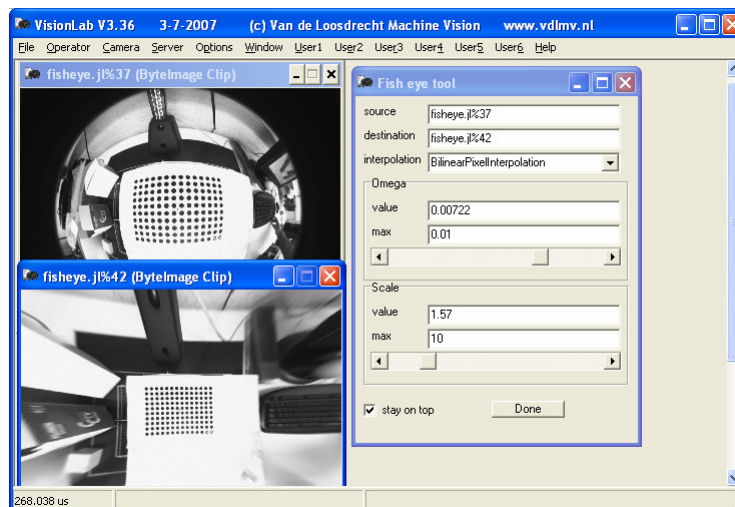 VisionLab V3.36 3-7-2007 (c) Van de Loosdrecht Machine Vision www.vdlmv.nl
File Operator Camera Server Options Window User1 User2 User3 User4 User5 User6 Help
fisheye.jl%37 (ByteImage Clip)
Fish eye tool
source fisheye.jl%37
destination fisheye.jl%42
interpolation BilinearPixelInterpolation
Omega
value 0.00722
max 0.01
fisheye.jl%42 (ByteImage Clip)
Scale
value 1.57
max 10
stay on top Done
268.038 us